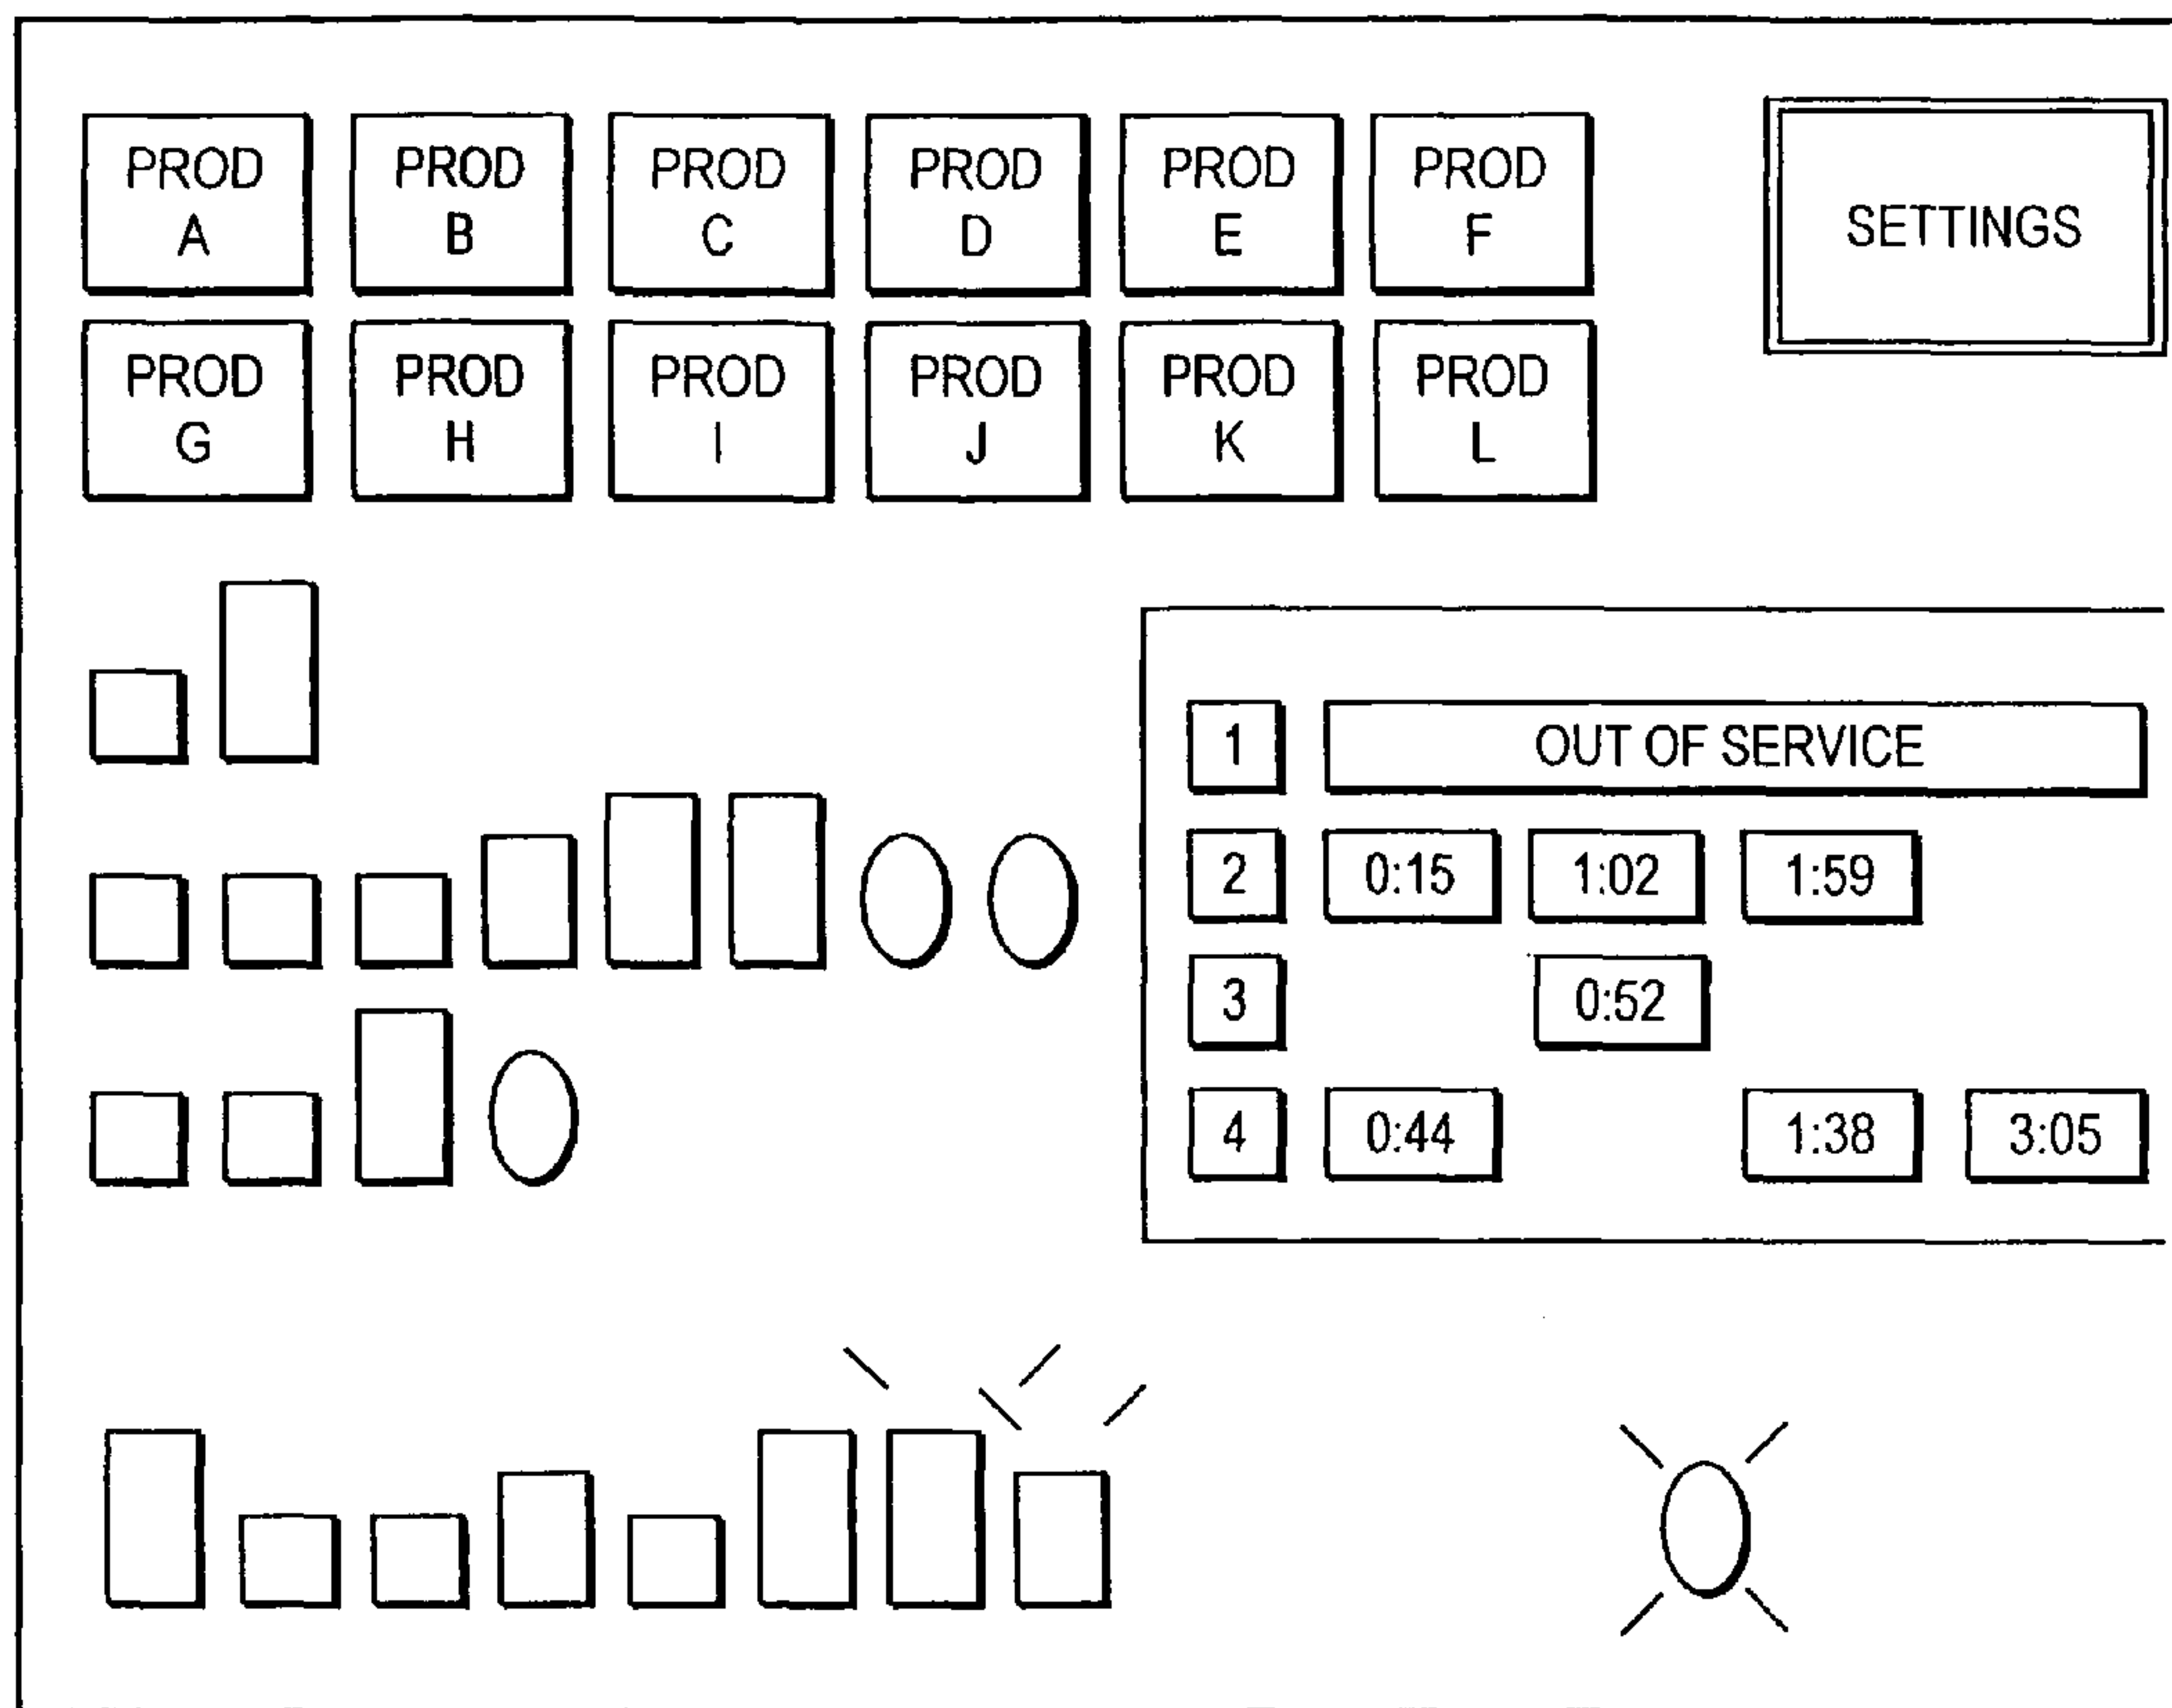 PROD PROD PROD PROD PROD PROD
A B C D E F
SETTINGS
PROD PROD PROD PROD PROD PROD
G H I J K L
1 OUT OF SERVICE
2 0:15 1:02 1:59
3 0:52
4 0:44 1:38 3:05